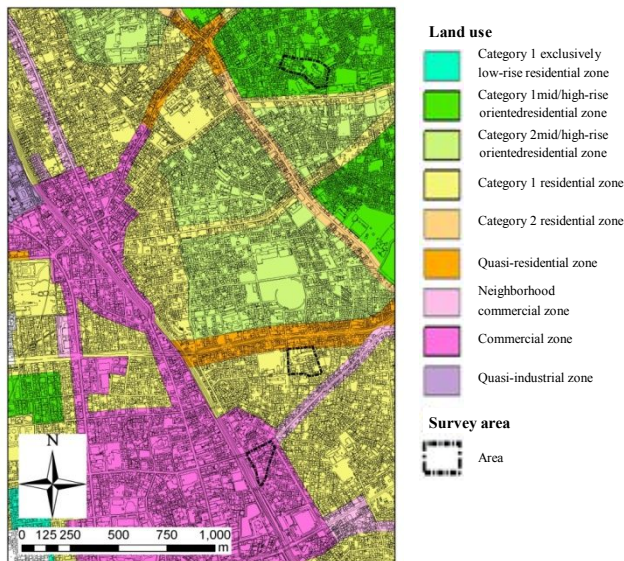 Land use
Category 1 exclusively
low-rise residential zone
Category 1mid/high-rise
orientedresidential zone
Category 2mid/high-rise
orientedresidential zone
Category 1 residential zone
Category 2 residential zone
Quasi-residential zone
Neighborhood
commercial zone
Commercial zone
Quasi-industrial zone
Survey area
Area
N
0 125 250 500 750 1,000
m